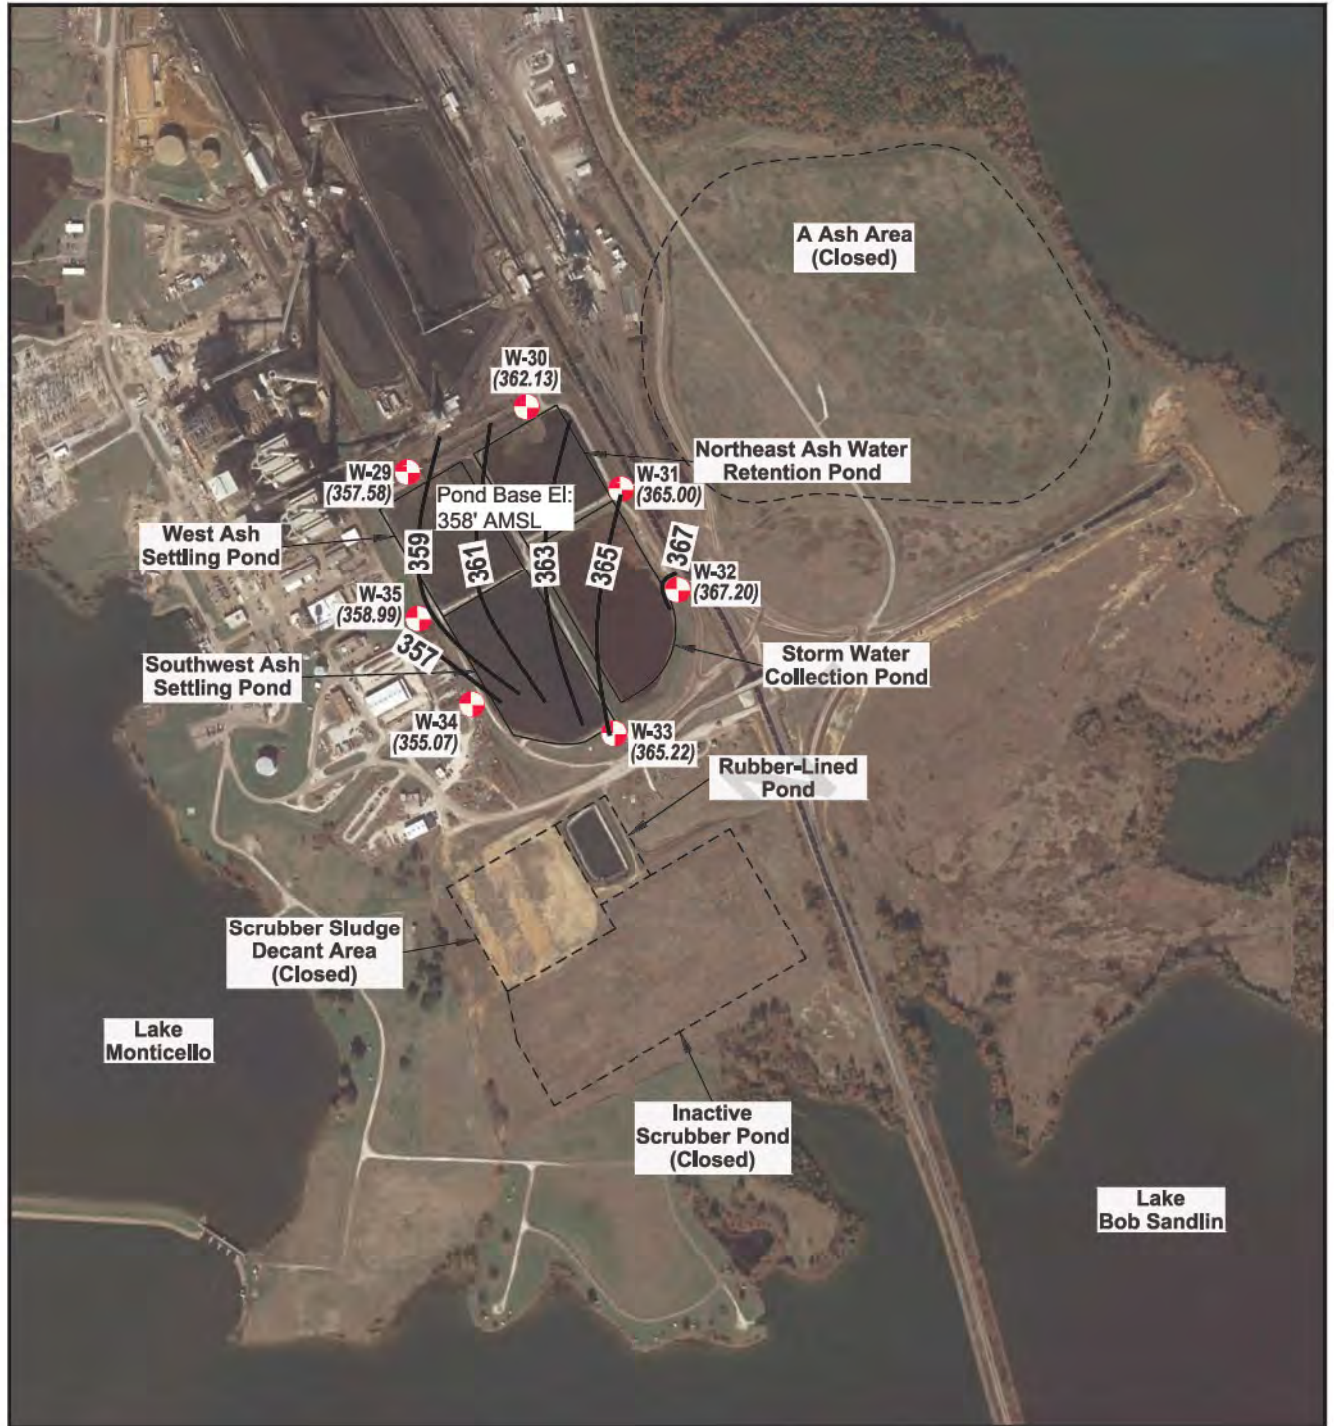 A Ash Area
(Closed)
W-30
(362.13)
Northeast Ash Water
Retention Pond
W-29
(357.58)
W-31
(365.00)
Pond Base El:
358' AMSL
West Ash
Settling Pond
359
361
363
365
367
W-32
(367.20)
W-35
(358.99)
357
Southwest Ash
Settling Pond
Storm Water
Collection Pond
W-34
(355.07)
W-33
(365.22)
Rubber-Lined
Pond
Scrubber Sludge
Decant Area
(Closed)
Lake
Monticello
Inactive
Scrubber Pond
(Closed)
Lake
Bob Sandlin